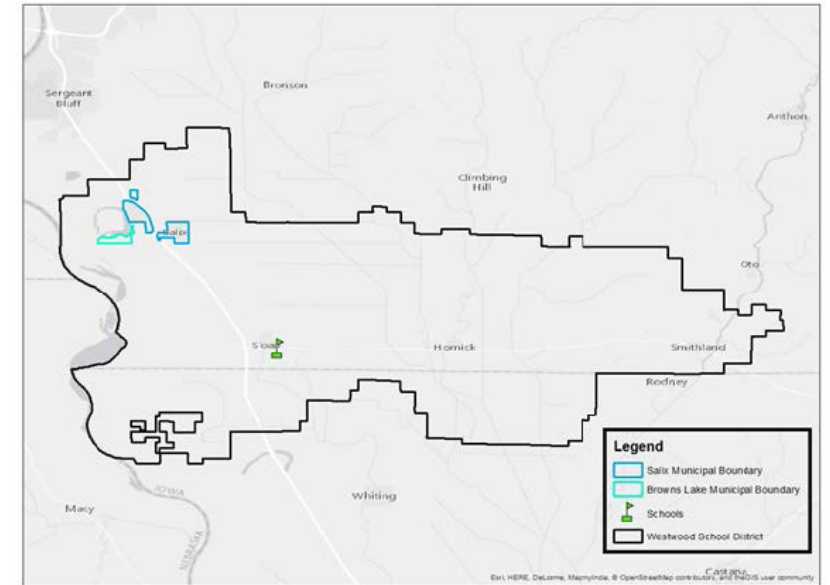 Bronson
Sergeant
Bluff
Anthon
Climbing
Hill
Salix
Oto
Hornick
Smithland
Rodney
Legend
Salix Municipal Boundary
Browns Lake Municipal Boundary
Schools
Westwood School District
Whiting
IOWA
NEBRASKA
Macy
Castana
Esri, HERE, DeLorme, MapmyIndia, © OpenStreetMap contributors, and the GIS user community